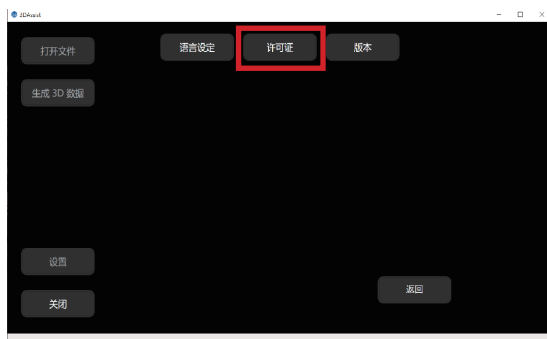 3DAssist
打开文件
语言设定
许可证
版本
生成 3D 数据
设置
返回
关闭